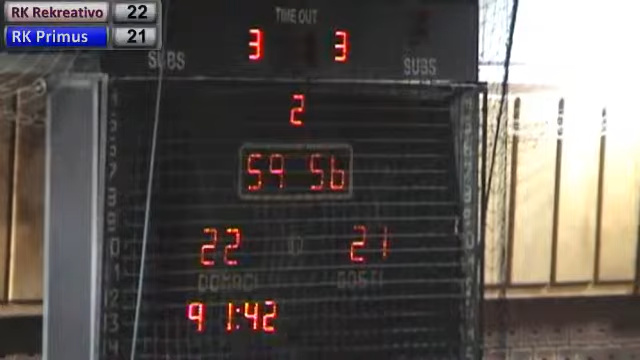 RK Rekreativo 22
RK Primus 21
TIME OUT
3 3
SUBS SUBS
2
59 56
22 21
DOMACI GOSTI
9 1:42